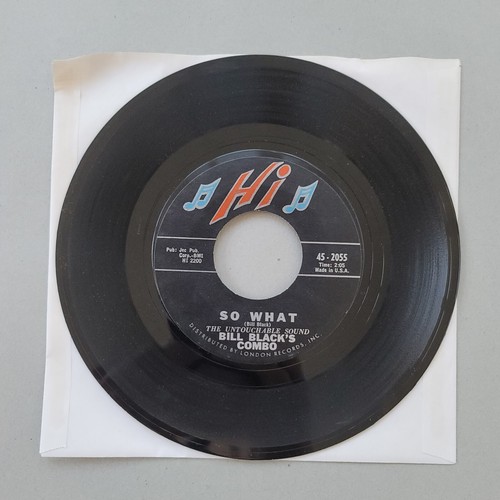 Hi
Pub: Jec Pub.
Corp.-BMI
HI 2200
45 - 2055
Time: 2:05
Made in U.S.A.
SO WHAT
(Bill Black)
THE UNTOUCHABLE SOUND
BILL BLACK'S
COMBO
DISTRIBUTED BY LONDON RECORDS, INC